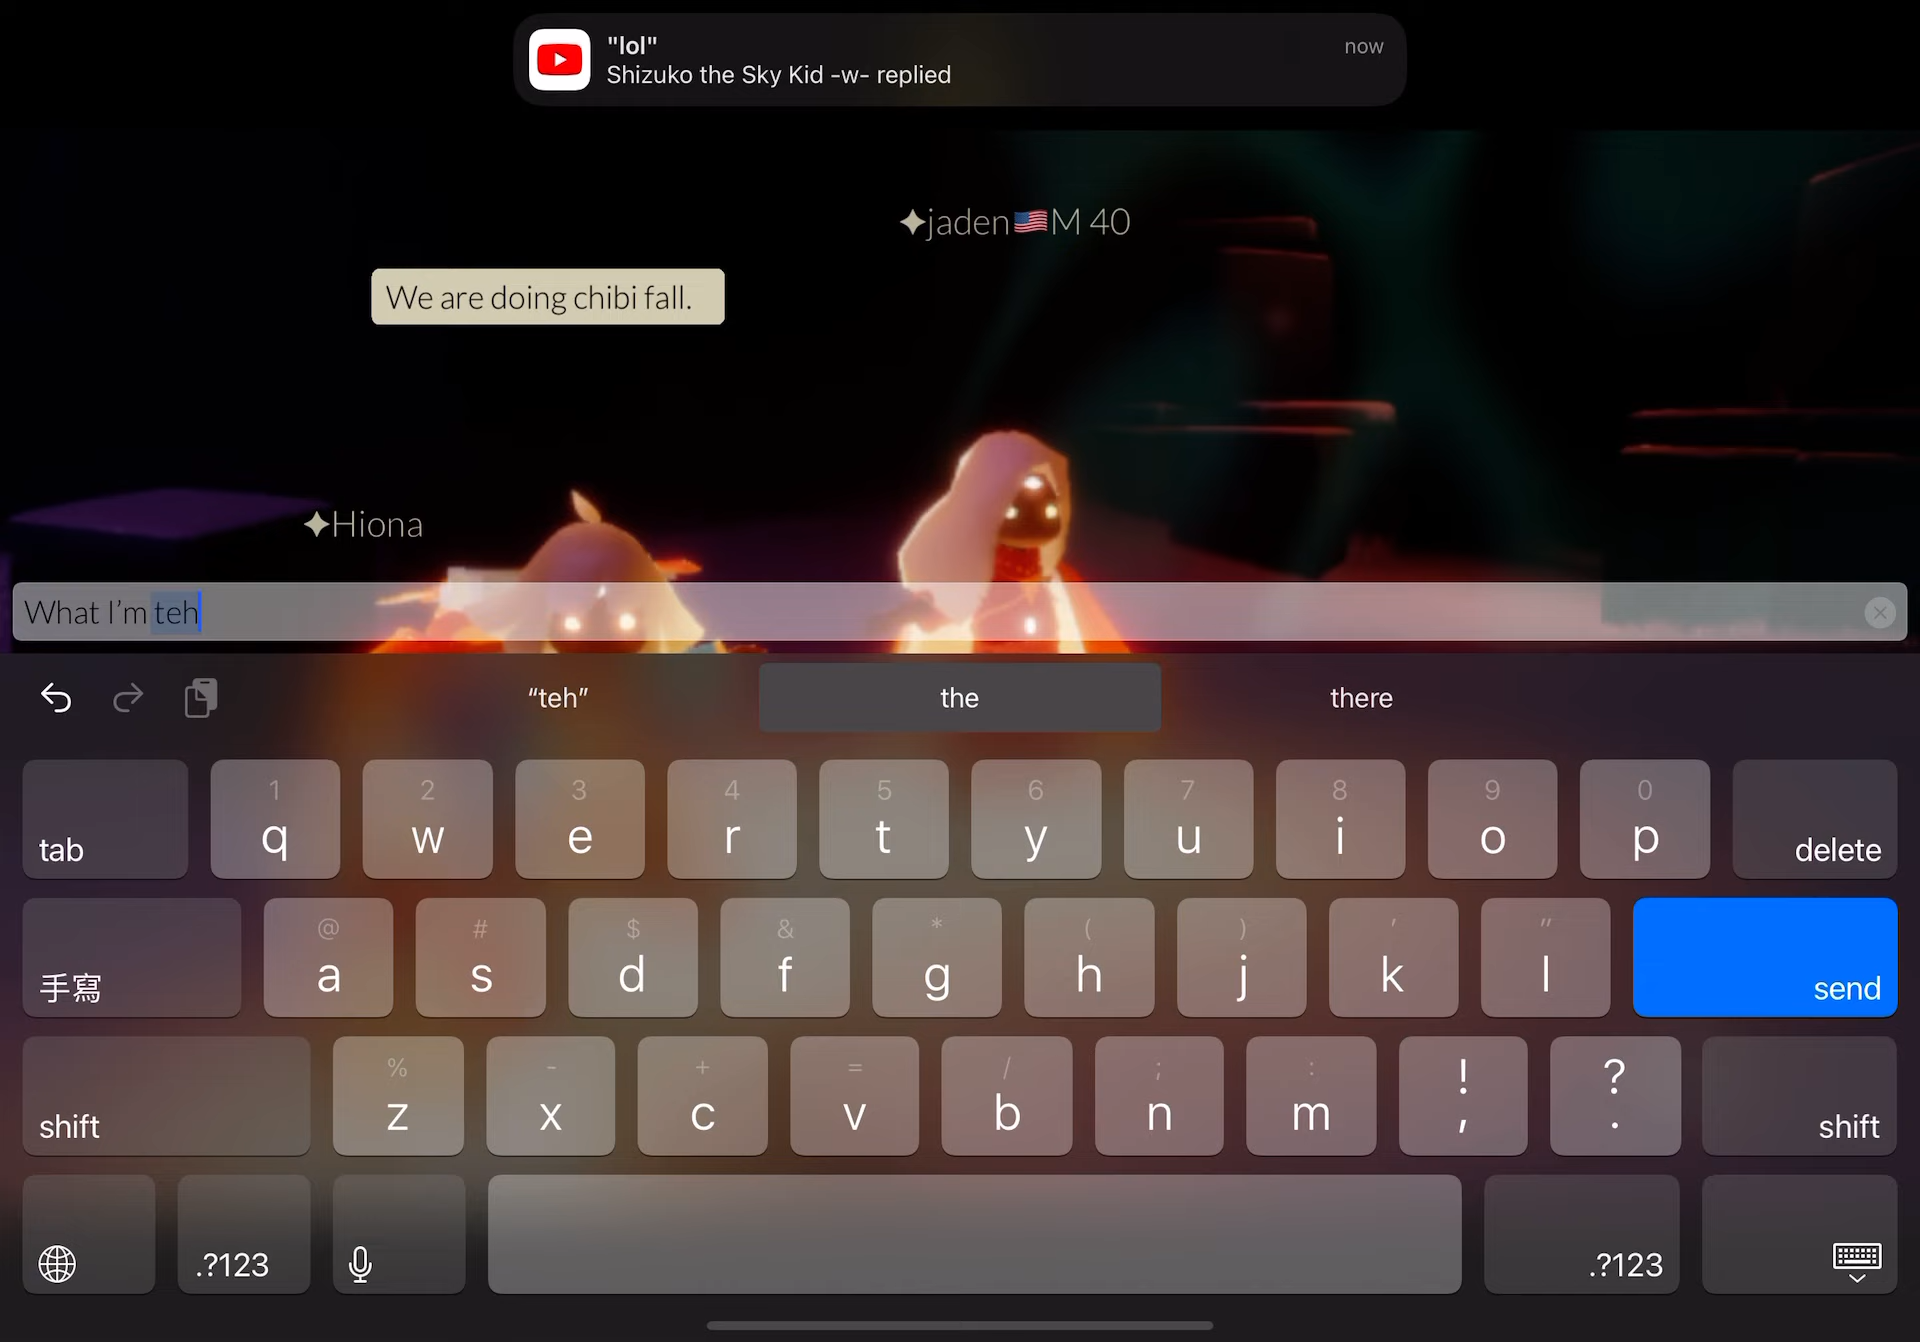 "lol"
now
Shizuko the Sky Kid -w- replied
✦jaden🇺🇸M 40
We are doing chibi fall.
✦Hiona
What I’m teh
“teh” the there
1 2 3 4 5 6 7 8 9 0
tab q w e r t y u i o p delete
@ # $ & * ( ) ' "
手寫 a s d f g h j k l send
% - + = / ; : ! ?
shift z x c v b n m , . shift
.?123 .?123